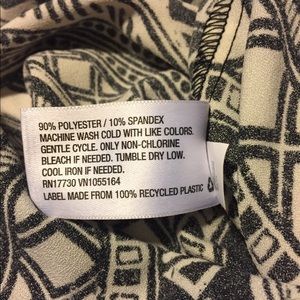 90% POLYESTER / 10% SPANDEX
MACHINE WASH COLD WITH LIKE COLORS.
GENTLE CYCLE. ONLY NON-CHLORINE
BLEACH IF NEEDED. TUMBLE DRY LOW.
COOL IRON IF NEEDED.
RN17730 VN1055164
LABEL MADE FROM 100% RECYCLED PLASTIC